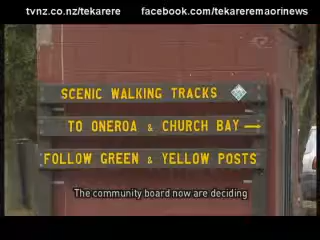 tvnz.co.nz/tekarere facebook.com/tekareremaorinews
SCENIC WALKING TRACKS
TO ONEROA & CHURCH BAY →
FOLLOW GREEN & YELLOW POSTS
The community board now are deciding